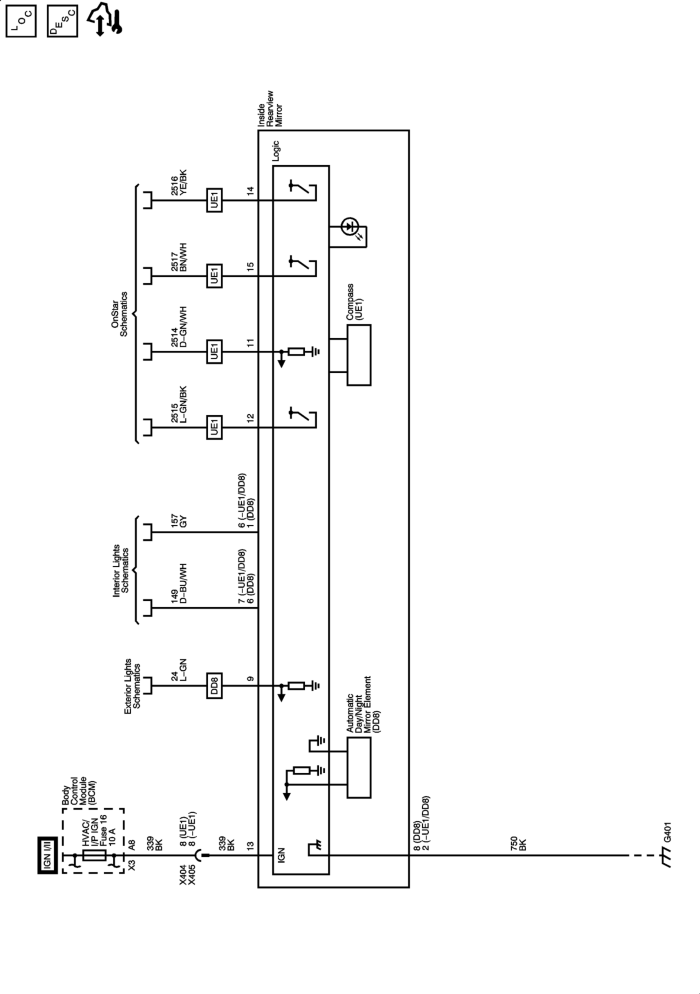 LOC
DESC
IGN I/II
Body
Control
Module
(BCM)
HVAC/
I/P IGN
Fuse 16
10 A
X3
A8
339
BK
X404
X405
8 (UE1)
8 (−UE1)
339
BK
13
IGN
8 (DD8)
2 (−UE1/DD8)
750
BK
G401
Exterior Lights
Schematics
24
L−GN
DD8
9
Automatic
Day/Night
Mirror Element
(DD8)
Interior Lights
Schematics
149
D−BU/WH
7 (−UE1/DD8)
6 (DD8)
157
GY
6 (−UE1/DD8)
1 (DD8)
OnStar
Schematics
2515
L−GN/BK
UE1
12
2514
D−GN/WH
UE1
11
2517
BN/WH
UE1
15
2516
YE/BK
UE1
14
Compass
(UE1)
Logic
Inside
Rearview
Mirror